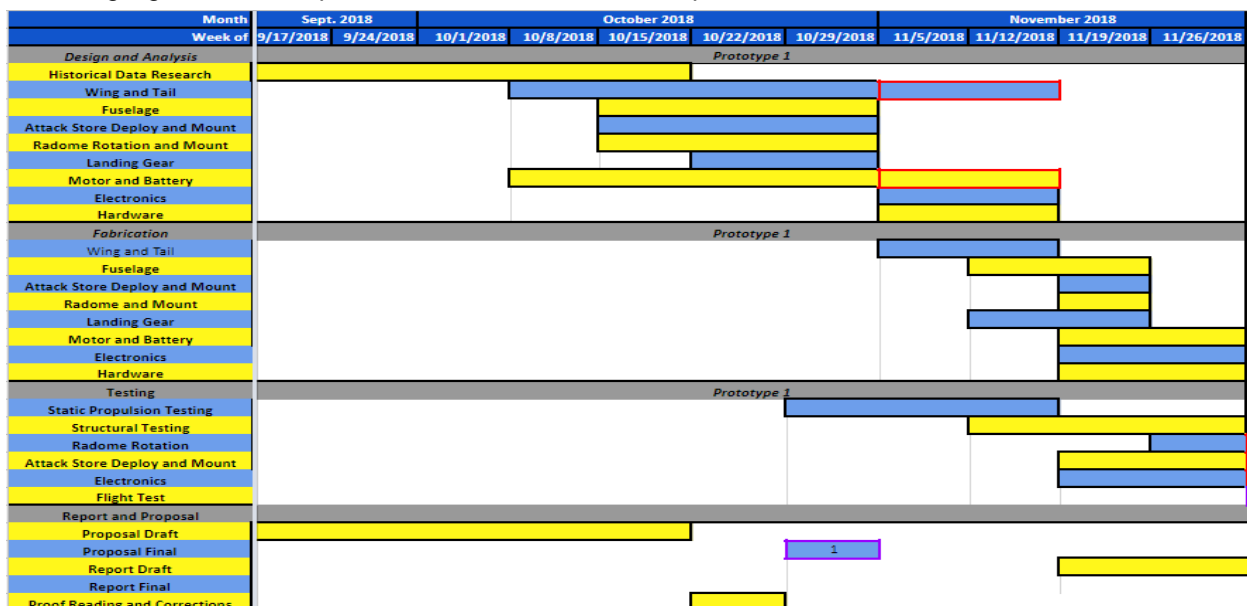 Month Sept. 2018 October 2018 November 2018
Week of 9/17/2018 9/24/2018 10/1/2018 10/8/2018 10/15/2018 10/22/2018 10/29/2018 11/5/2018 11/12/2018 11/19/2018 11/26/2018
Design and Analysis Prototype 1
Historical Data Research
Wing and Tail
Fuselage
Attack Store Deploy and Mount
Radome Rotation and Mount
Landing Gear
Motor and Battery
Electronics
Hardware
Fabrication Prototype 1
Wing and Tail
Fuselage
Attack Store Deploy and Mount
Radome and Mount
Landing Gear
Motor and Battery
Electronics
Hardware
Testing Prototype 1
Static Propulsion Testing
Structural Testing
Radome Rotation
Attack Store Deploy and Mount
Electronics
Flight Test
Report and Proposal
Proposal Draft
Proposal Final 1
Report Draft
Report Final
Proof Reading and Corrections